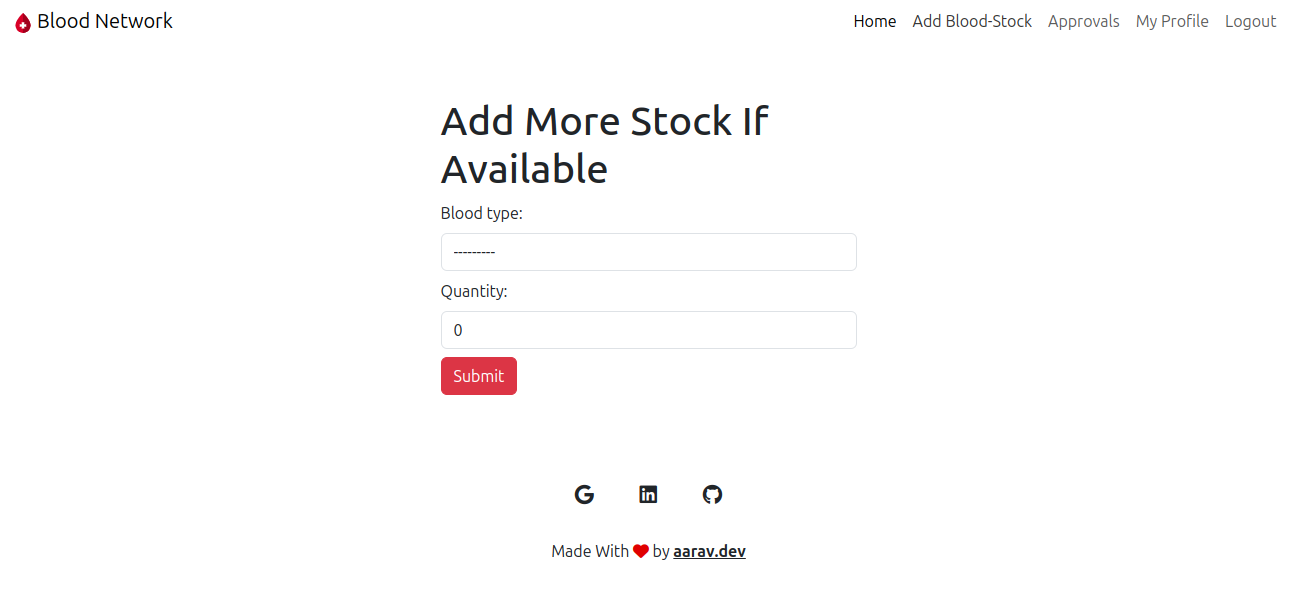 Blood Network
Home Add Blood-Stock Approvals My Profile Logout
Add More Stock If
Available
Blood type:
---------
Quantity:
0
Submit
Made With by aarav.dev